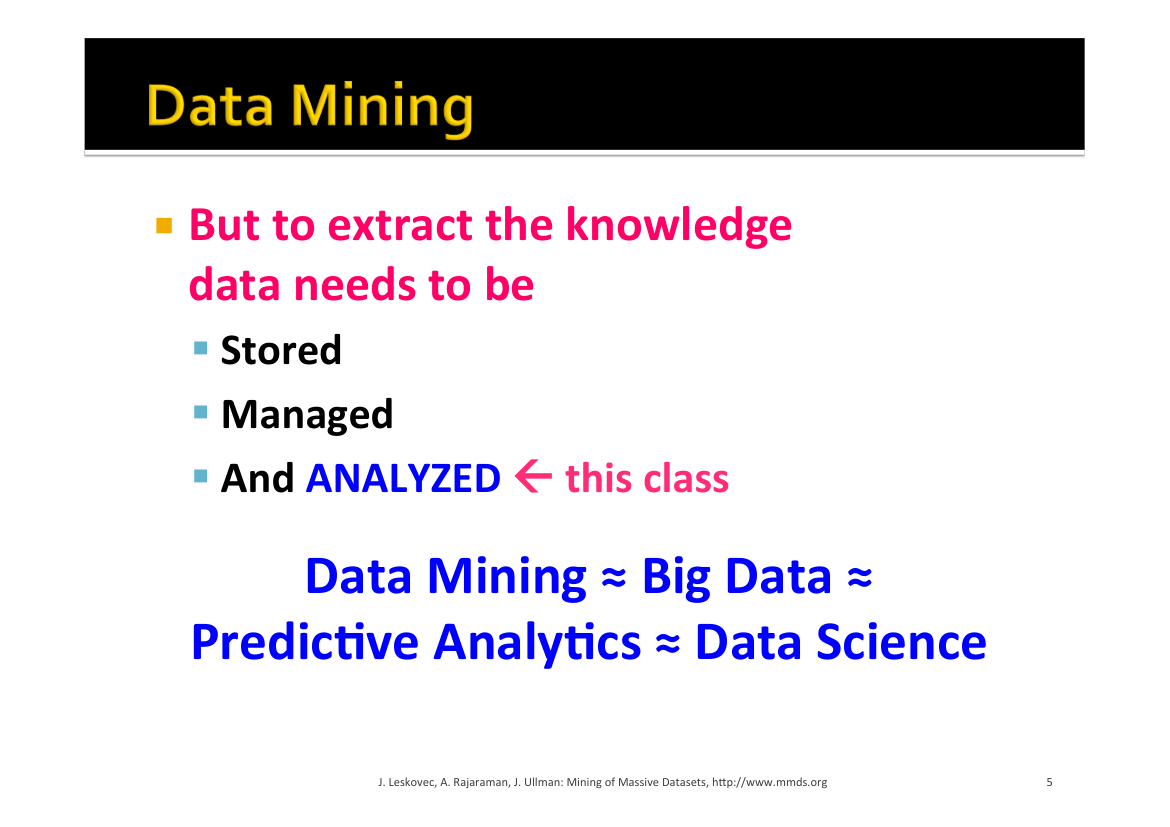 Data Mining
But to extract the knowledge
data needs to be
Stored
Managed
And ANALYZED ← this class
Data Mining ≈ Big Data ≈
Predictive Analytics ≈ Data Science
J. Leskovec, A. Rajaraman, J. Ullman: Mining of Massive Datasets, http://www.mmds.org 5